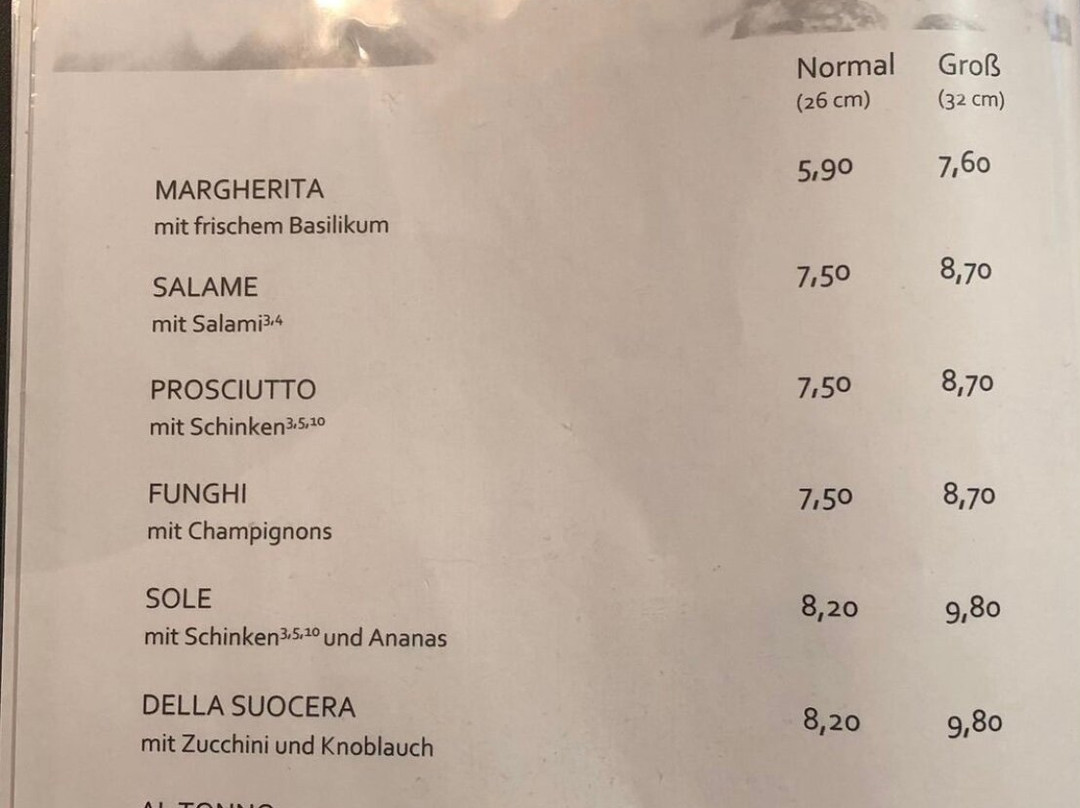 Normal Groß
(26 cm) (32 cm)
MARGHERITA 5,90 7,60
mit frischem Basilikum
SALAME 7,50 8,70
mit Salami³,⁴
PROSCIUTTO 7,50 8,70
mit Schinken³,⁵,¹⁰
FUNGHI 7,50 8,70
mit Champignons
SOLE 8,20 9,80
mit Schinken³,⁵,¹⁰ und Ananas
DELLA SUOCERA 8,20 9,80
mit Zucchini und Knoblauch
AL TONNO